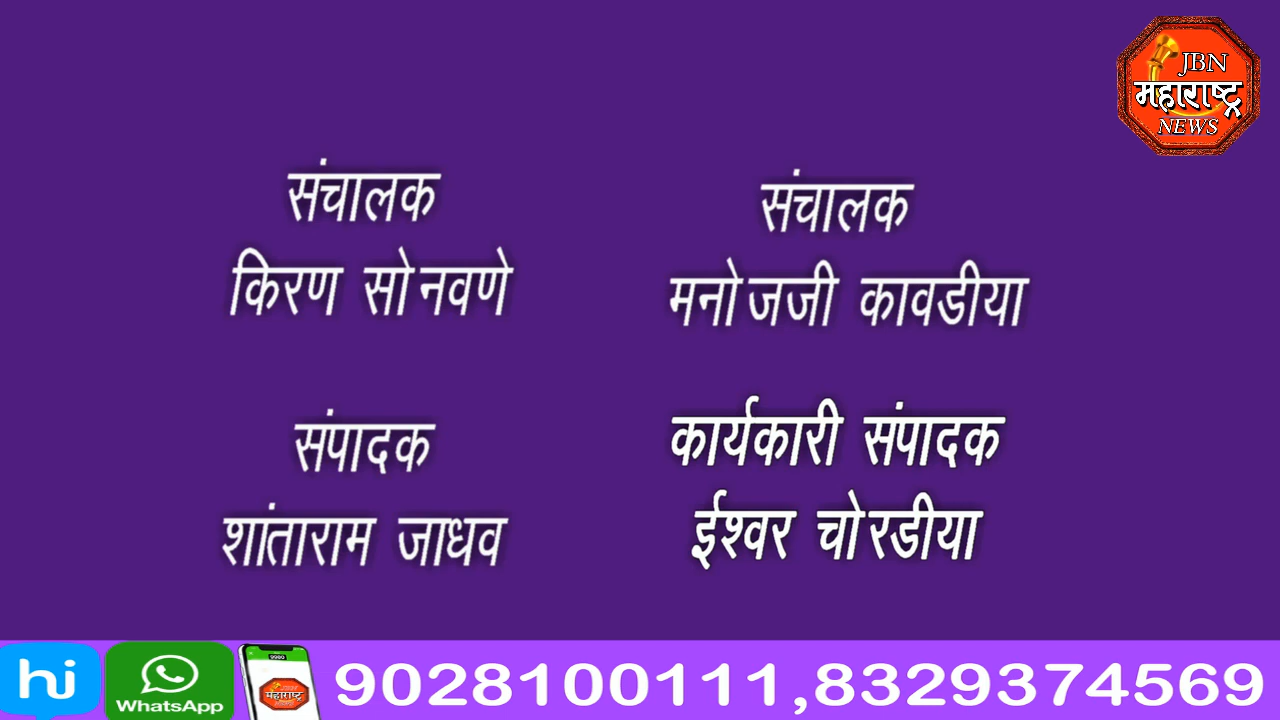 JBN
महाराष्ट्र
NEWS
संचालक
किरण सोनवणे
संचालक
मनोजजी कावडीया
संपादक
शांताराम जाधव
कार्यकारी संपादक
ईश्वर चोरडीया
hi
WhatsApp
महाराष्ट्र
9028100111,8329374569